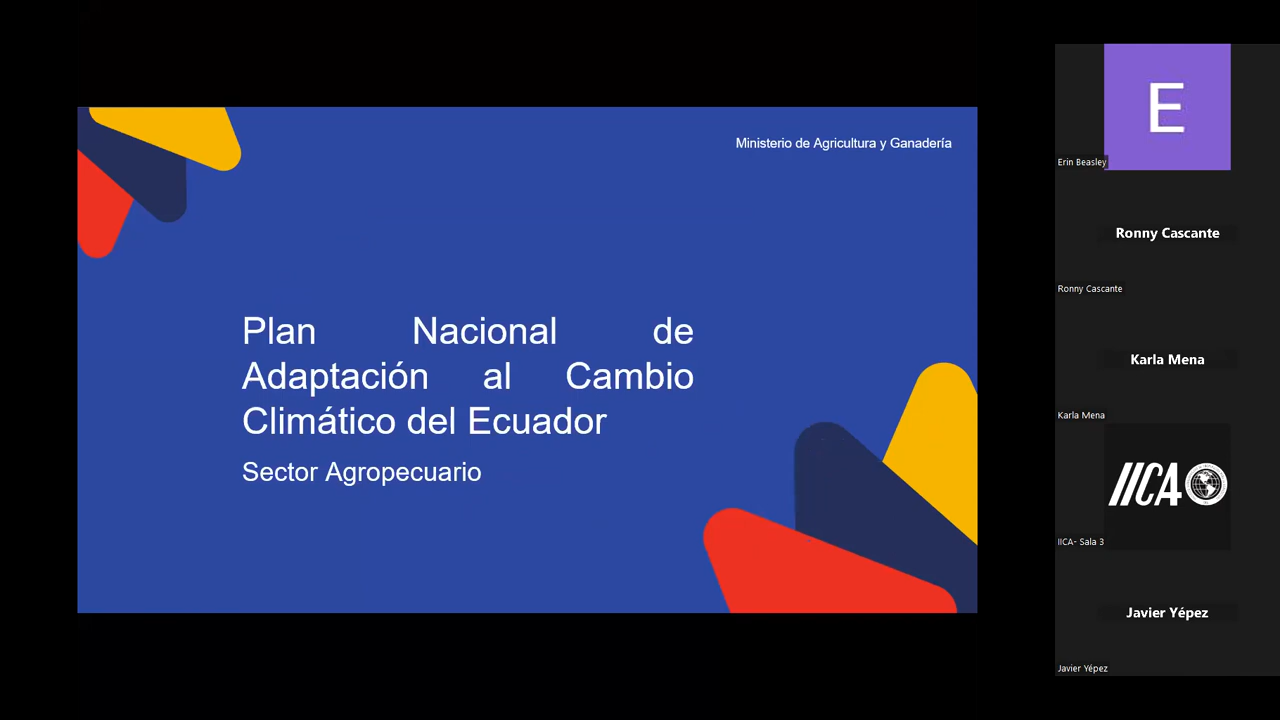 Ministerio de Agricultura y Ganadería
Plan Nacional de
Adaptación al Cambio
Climático del Ecuador
Sector Agropecuario
E
Erin Beasley
Ronny Cascante
Ronny Cascante
Karla Mena
Karla Mena
IICA
IICA- Sala 3
Javier Yépez
Javier Yépez